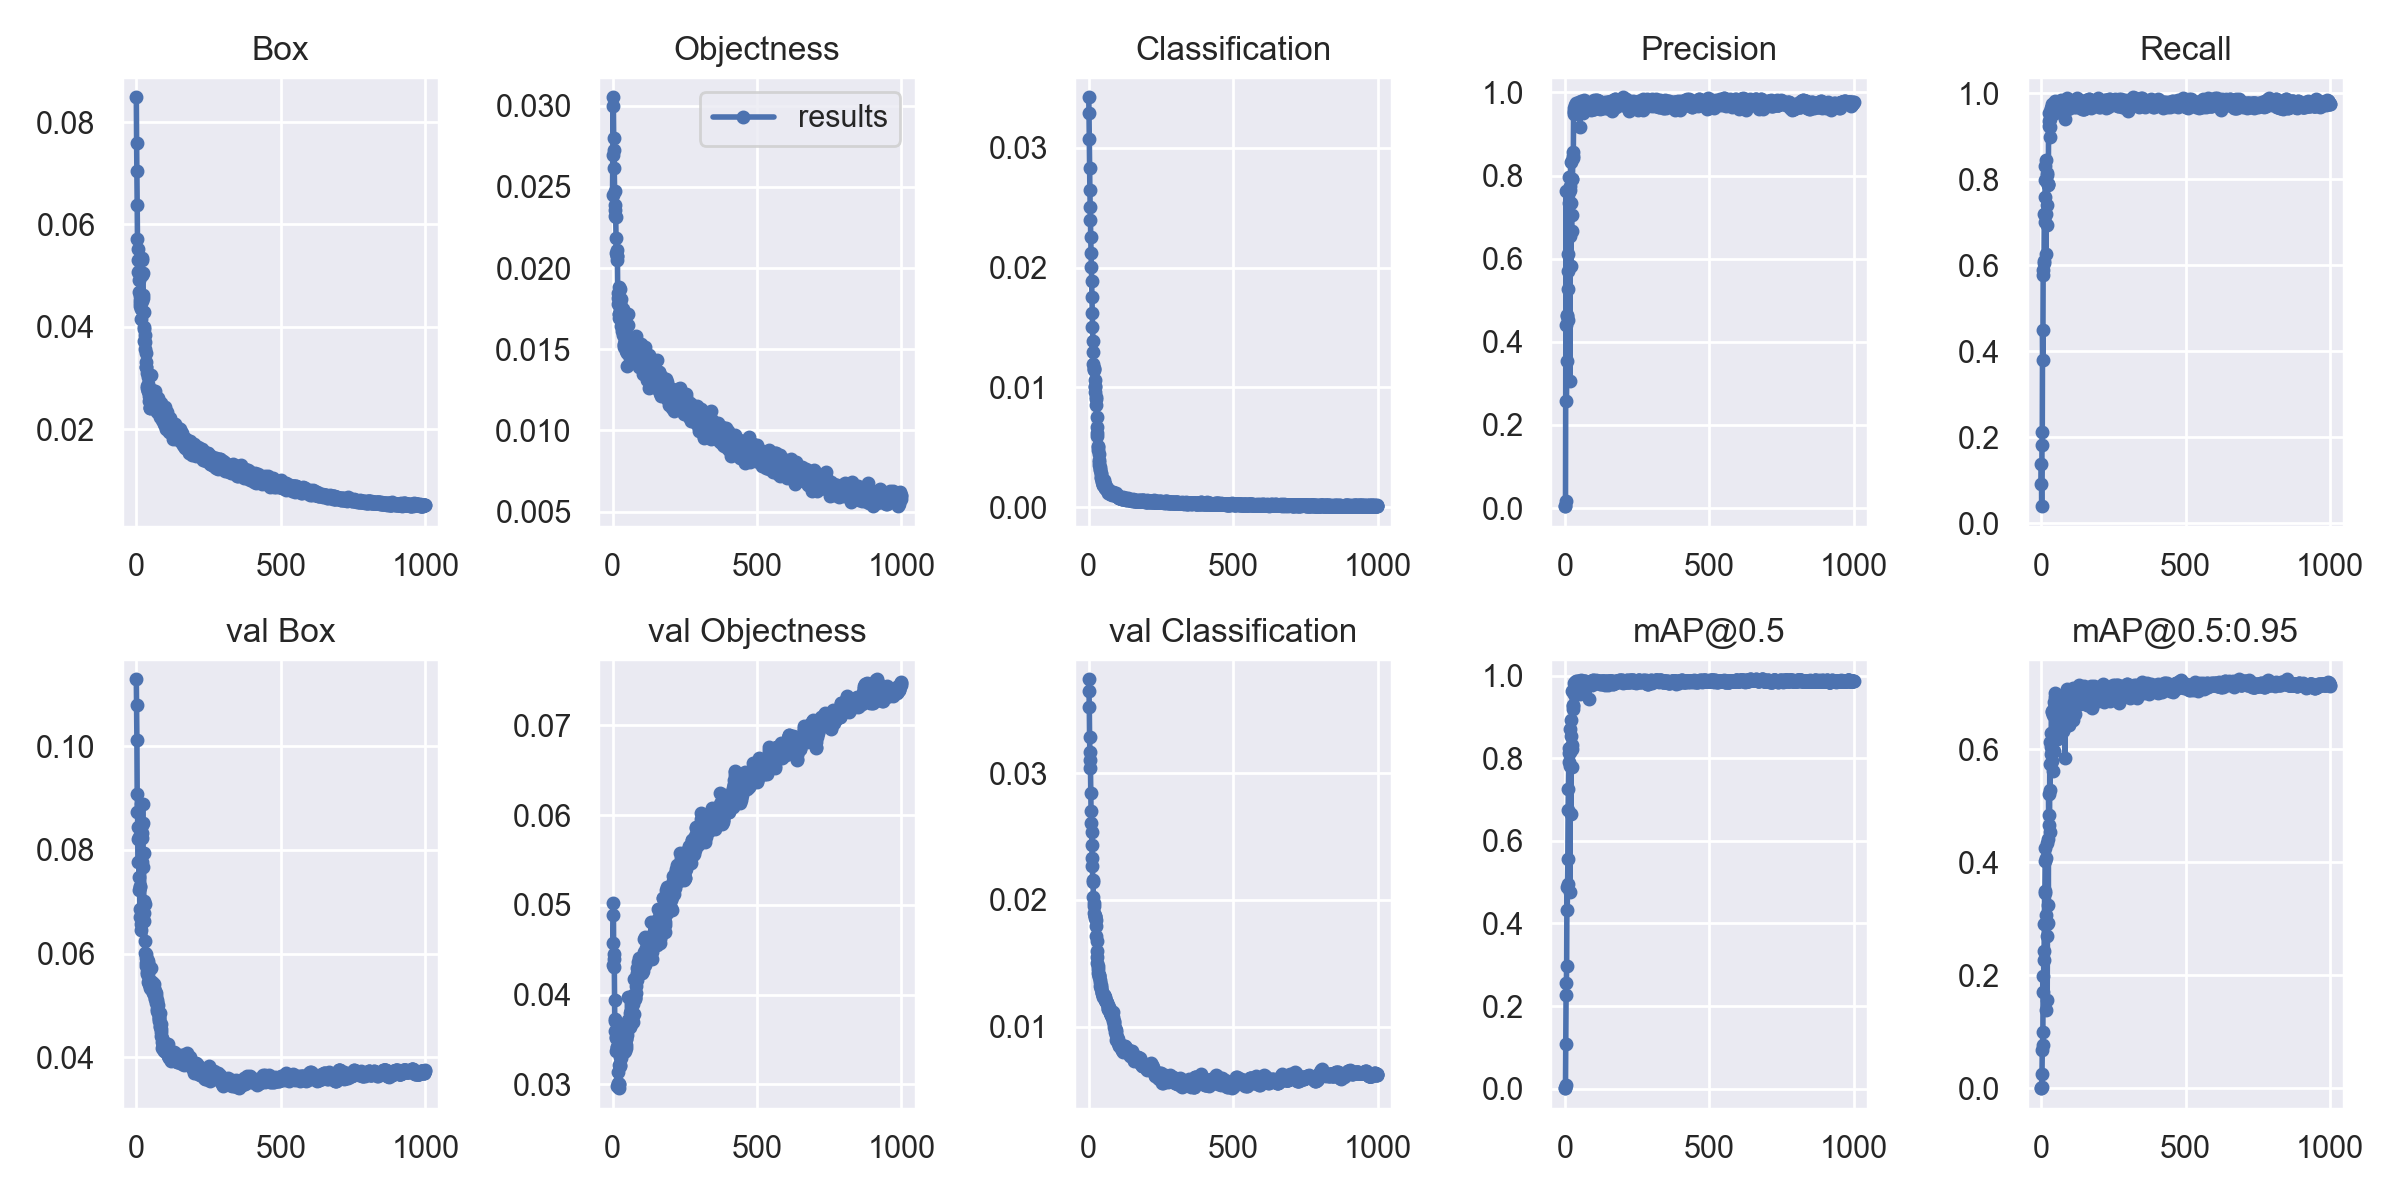 Box
Objectness
Classification
Precision
Recall
0.08
0.06
0.04
0.02
0 500 1000
results
0.030
0.025
0.020
0.015
0.010
0.005
0 500 1000
0.03
0.02
0.01
0.00
0 500 1000
1.0
0.8
0.6
0.4
0.2
0.0
0 500 1000
1.0
0.8
0.6
0.4
0.2
0.0
0 500 1000
val Box
val Objectness
val Classification
mAP@0.5
mAP@0.5:0.95
0.10
0.08
0.06
0.04
0 500 1000
0.07
0.06
0.05
0.04
0.03
0 500 1000
0.03
0.02
0.01
0 500 1000
1.0
0.8
0.6
0.4
0.2
0.0
0 500 1000
0.6
0.4
0.2
0.0
0 500 1000